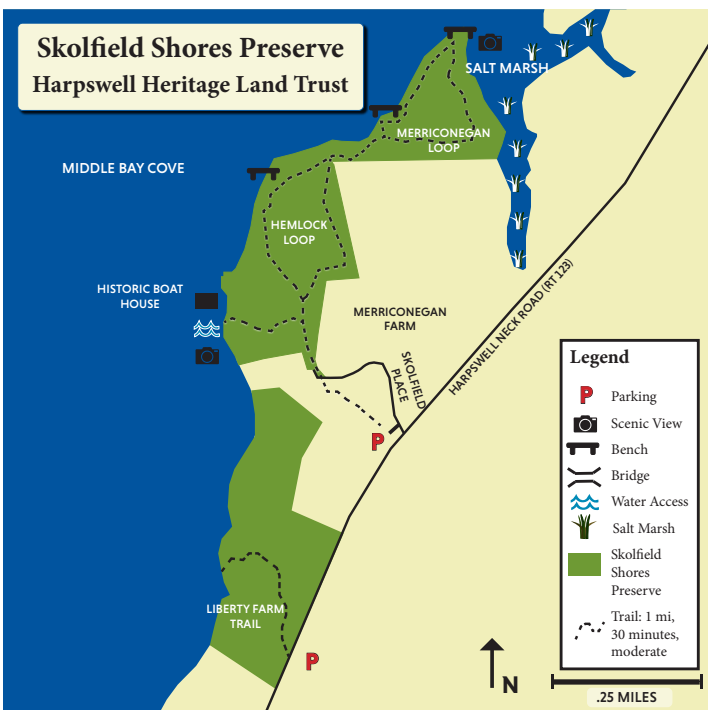 Skolfield Shores Preserve
Harpswell Heritage Land Trust
SALT MARSH
MERRICONEGAN
LOOP
MIDDLE BAY COVE
HEMLOCK
LOOP
HISTORIC BOAT
HOUSE
MERRICONEGAN
FARM
HARPSWELL NECK ROAD (RT 123)
SKOLFIELD
PLACE
P
LIBERTY FARM
TRAIL
P
N
Legend
P Parking
Scenic View
Bench
Bridge
Water Access
Salt Marsh
Skolfield
Shores
Preserve
Trail: 1 mi,
30 minutes,
moderate
.25 MILES